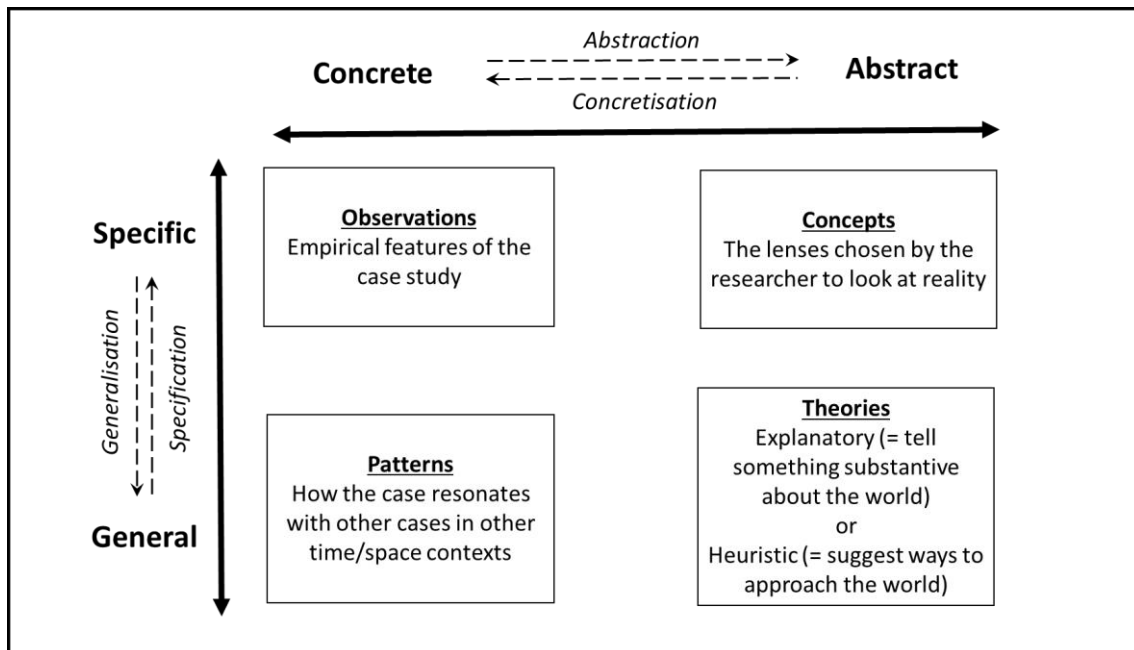 Abstraction
Concrete
Abstract
Concretisation
Specific
Generalisation
Specification
General
Observations
Empirical features of the
case study
Concepts
The lenses chosen by the
researcher to look at reality
Patterns
How the case resonates
with other cases in other
time/space contexts
Theories
Explanatory (= tell
something substantive
about the world)
or
Heuristic (= suggest ways to
approach the world)